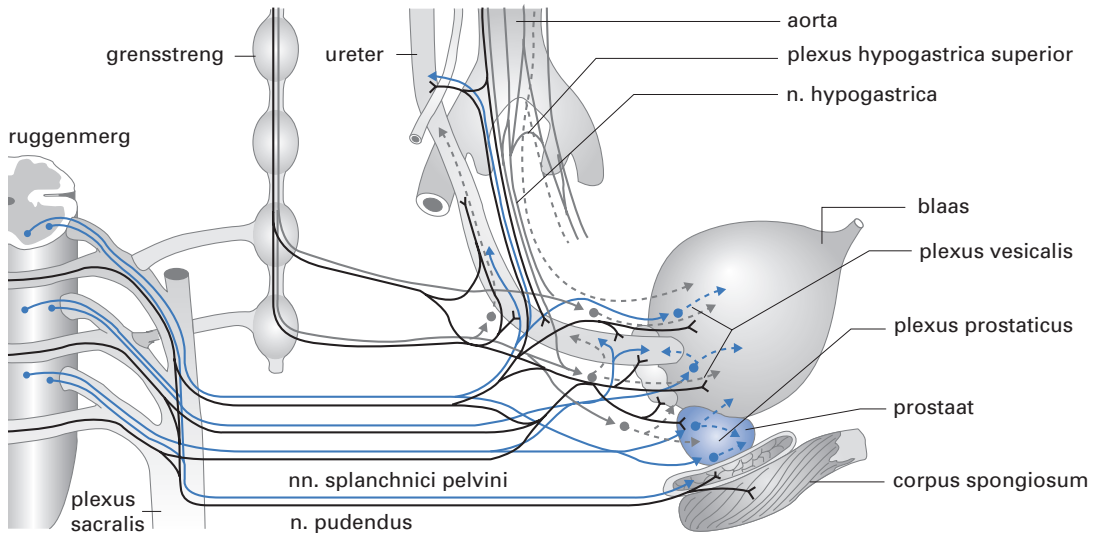 aorta
grensstreng
ureter
plexus hypogastrica superior
n. hypogastrica
ruggenmerg
blaas
plexus vesicalis
plexus prostaticus
prostaat
nn. splanchnici pelvini
corpus spongiosum
plexus
sacralis
n. pudendus